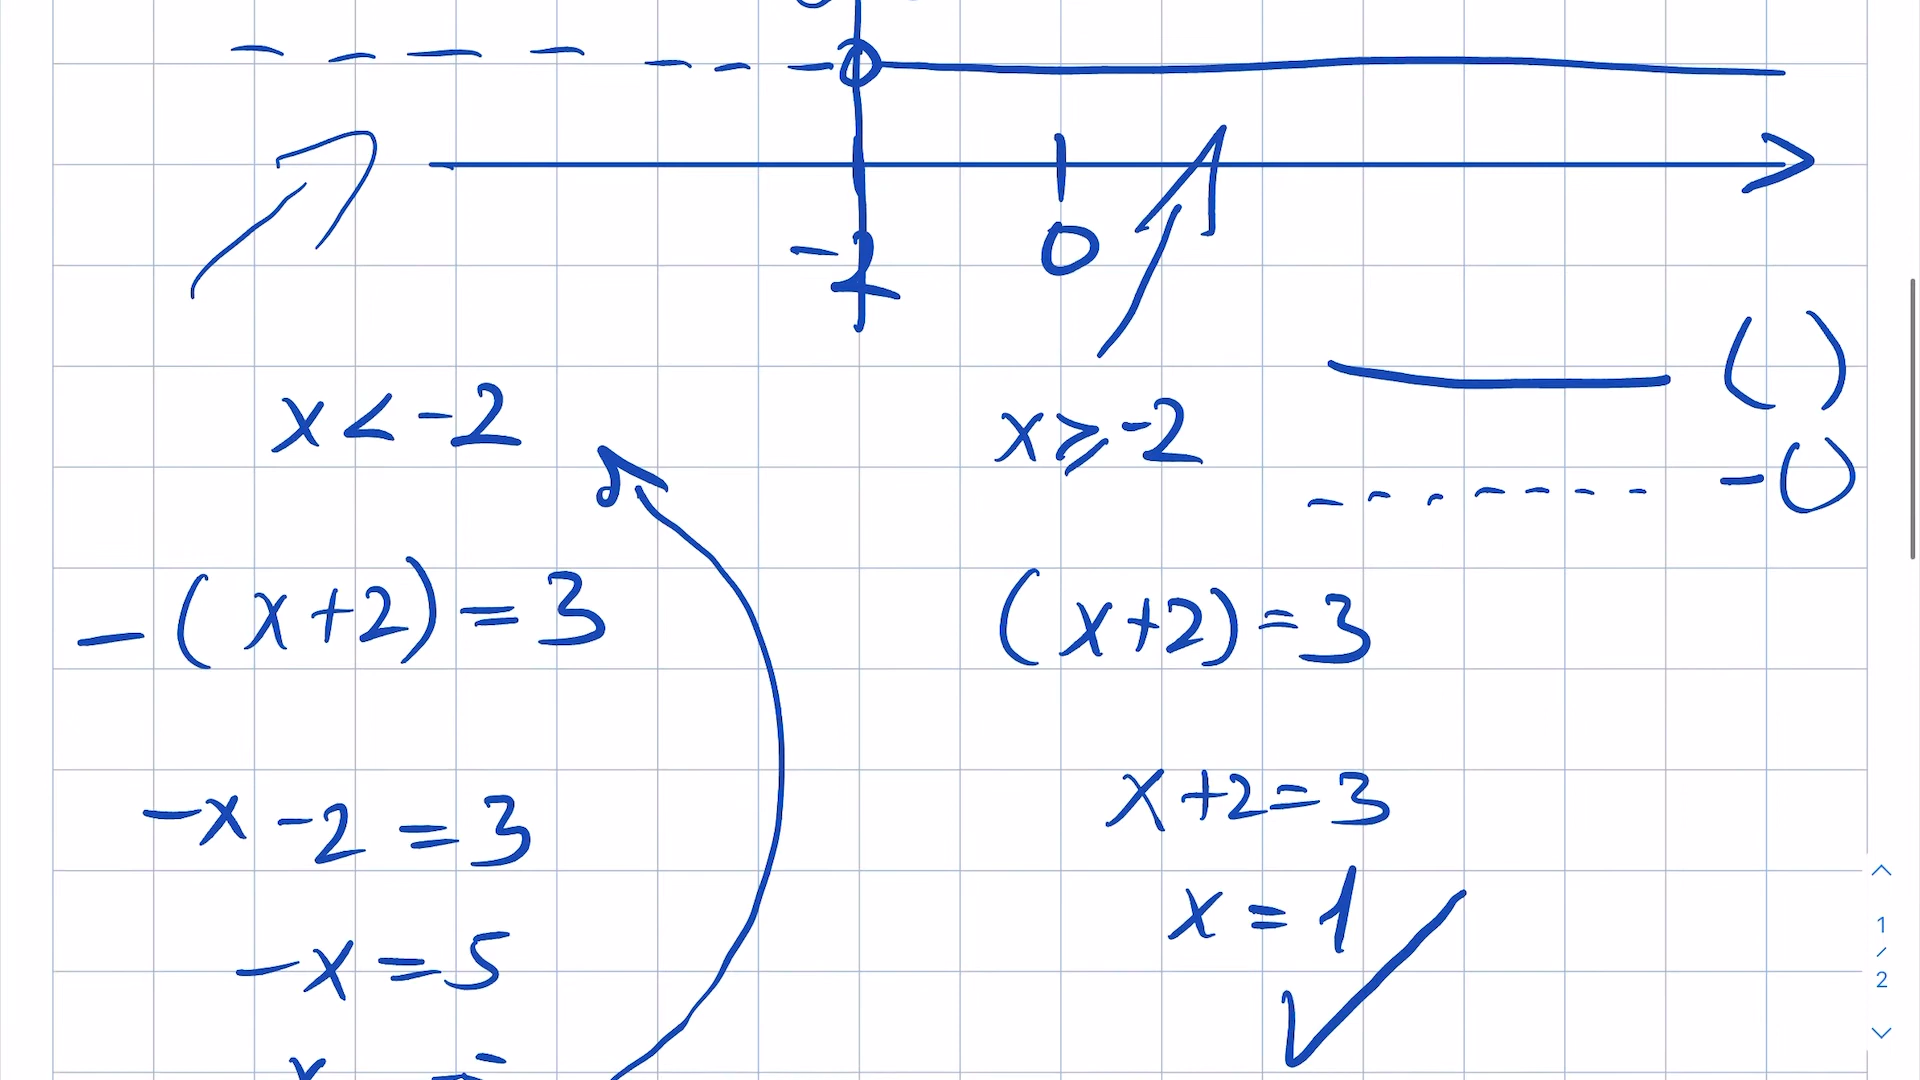 -2 0
( )
x < -2
x ⩾ -2
- ( )
- ( x + 2 ) = 3
( x + 2 ) = 3
- x - 2 = 3
x + 2 = 3
x = 1
- x = 5
1
/
2